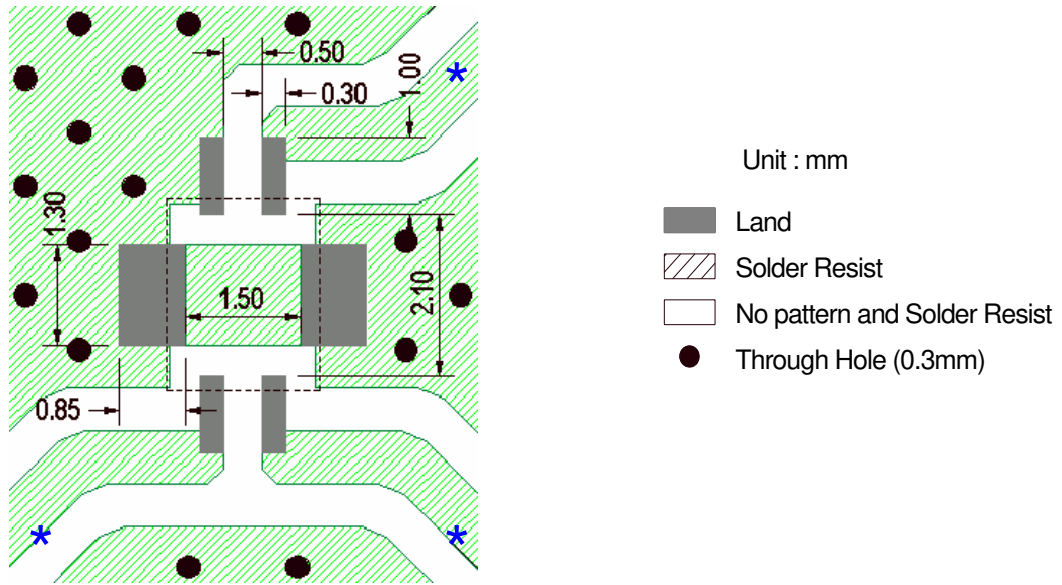 0.50
1.00
0.30
1.30
1.50
2.10
0.85
*
*
*
Unit : mm
Land
Solder Resist
No pattern and Solder Resist
Through Hole (0.3mm)